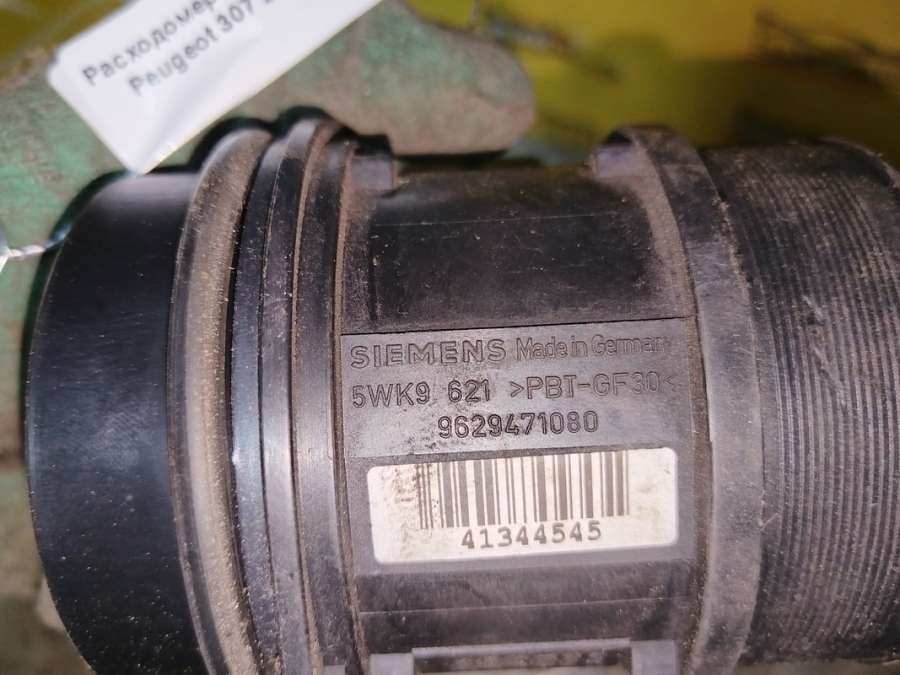 Расходомер
Peugeot 307
SIEMENS Made in Germany
5WK9 621 >PBT-GF30<
9629471080
41344545